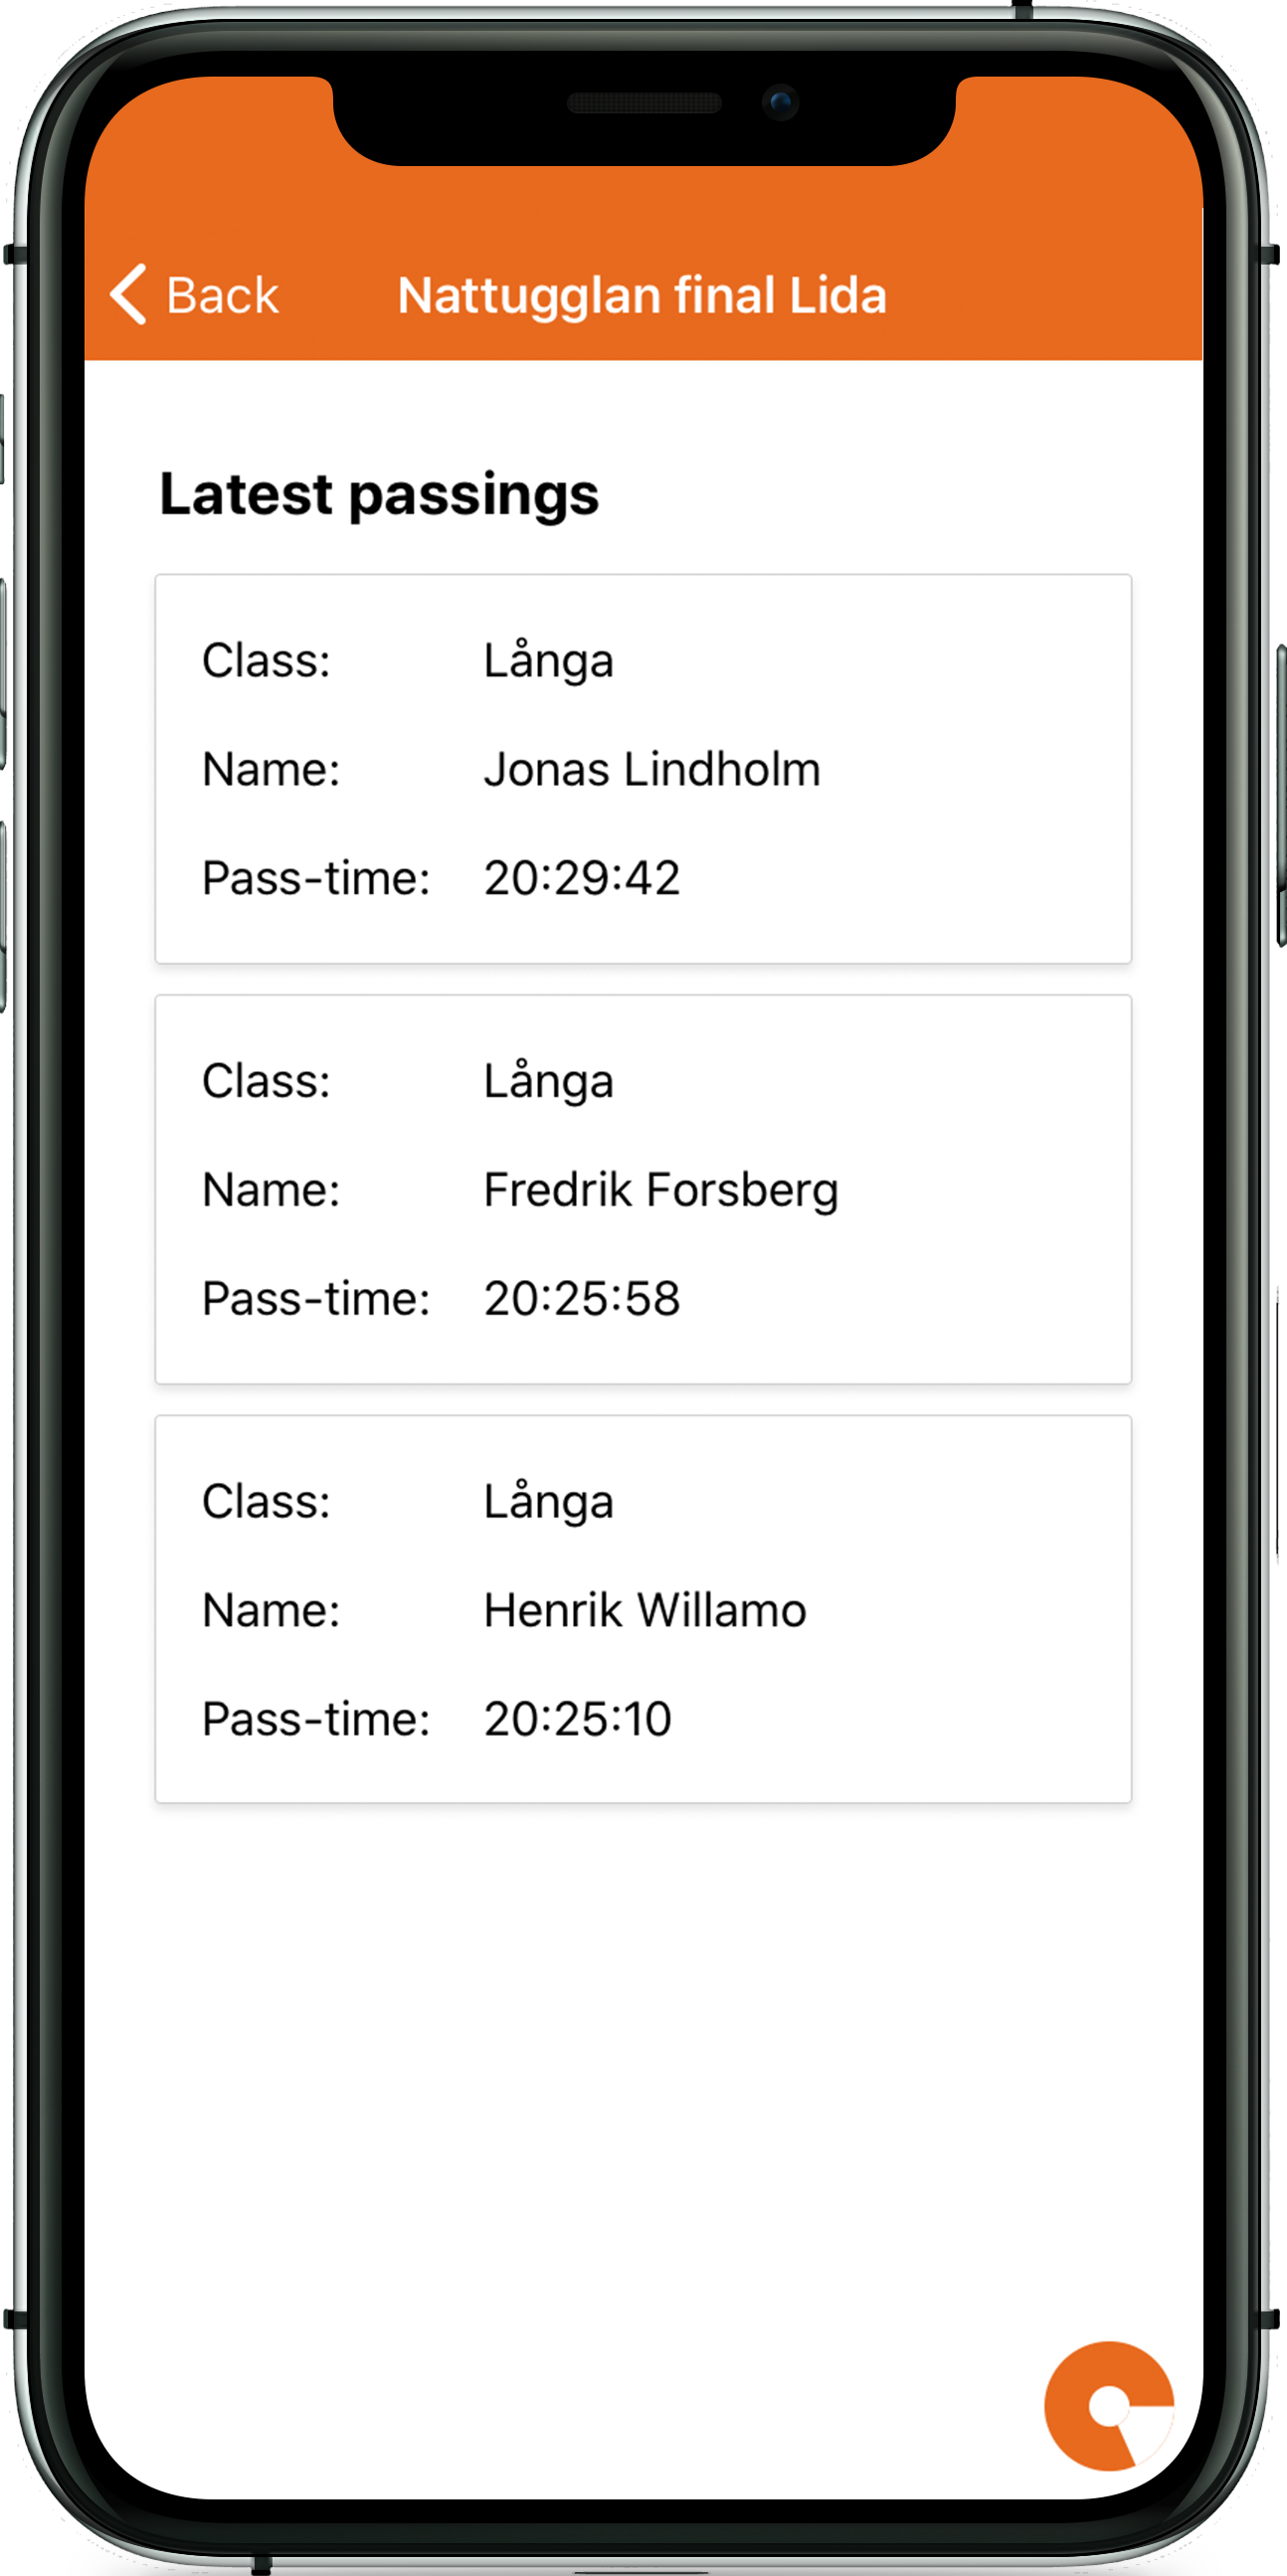 Back
Nattugglan final Lida
Latest passings
Class: Långa
Name: Jonas Lindholm
Pass-time: 20:29:42
Class: Långa
Name: Fredrik Forsberg
Pass-time: 20:25:58
Class: Långa
Name: Henrik Willamo
Pass-time: 20:25:10